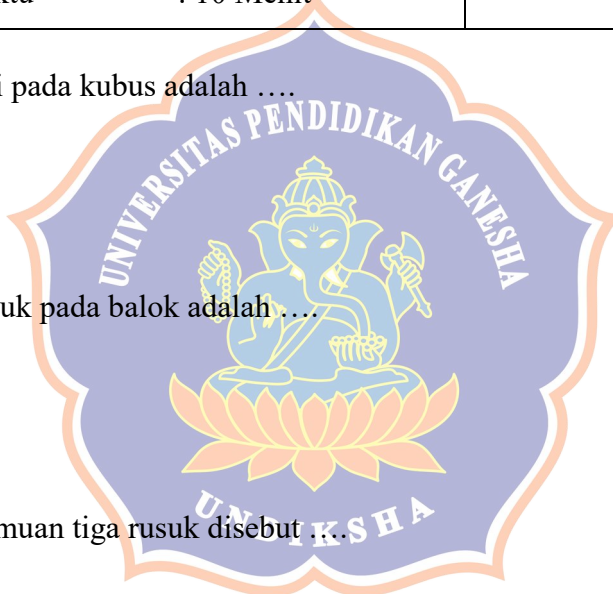 : 10 Menit
i pada kubus adalah ….
UNIVERSITAS PENDIDIKAN GANESHA
uk pada balok adalah ….
muan tiga rusuk disebut ….
UNDIKSHA